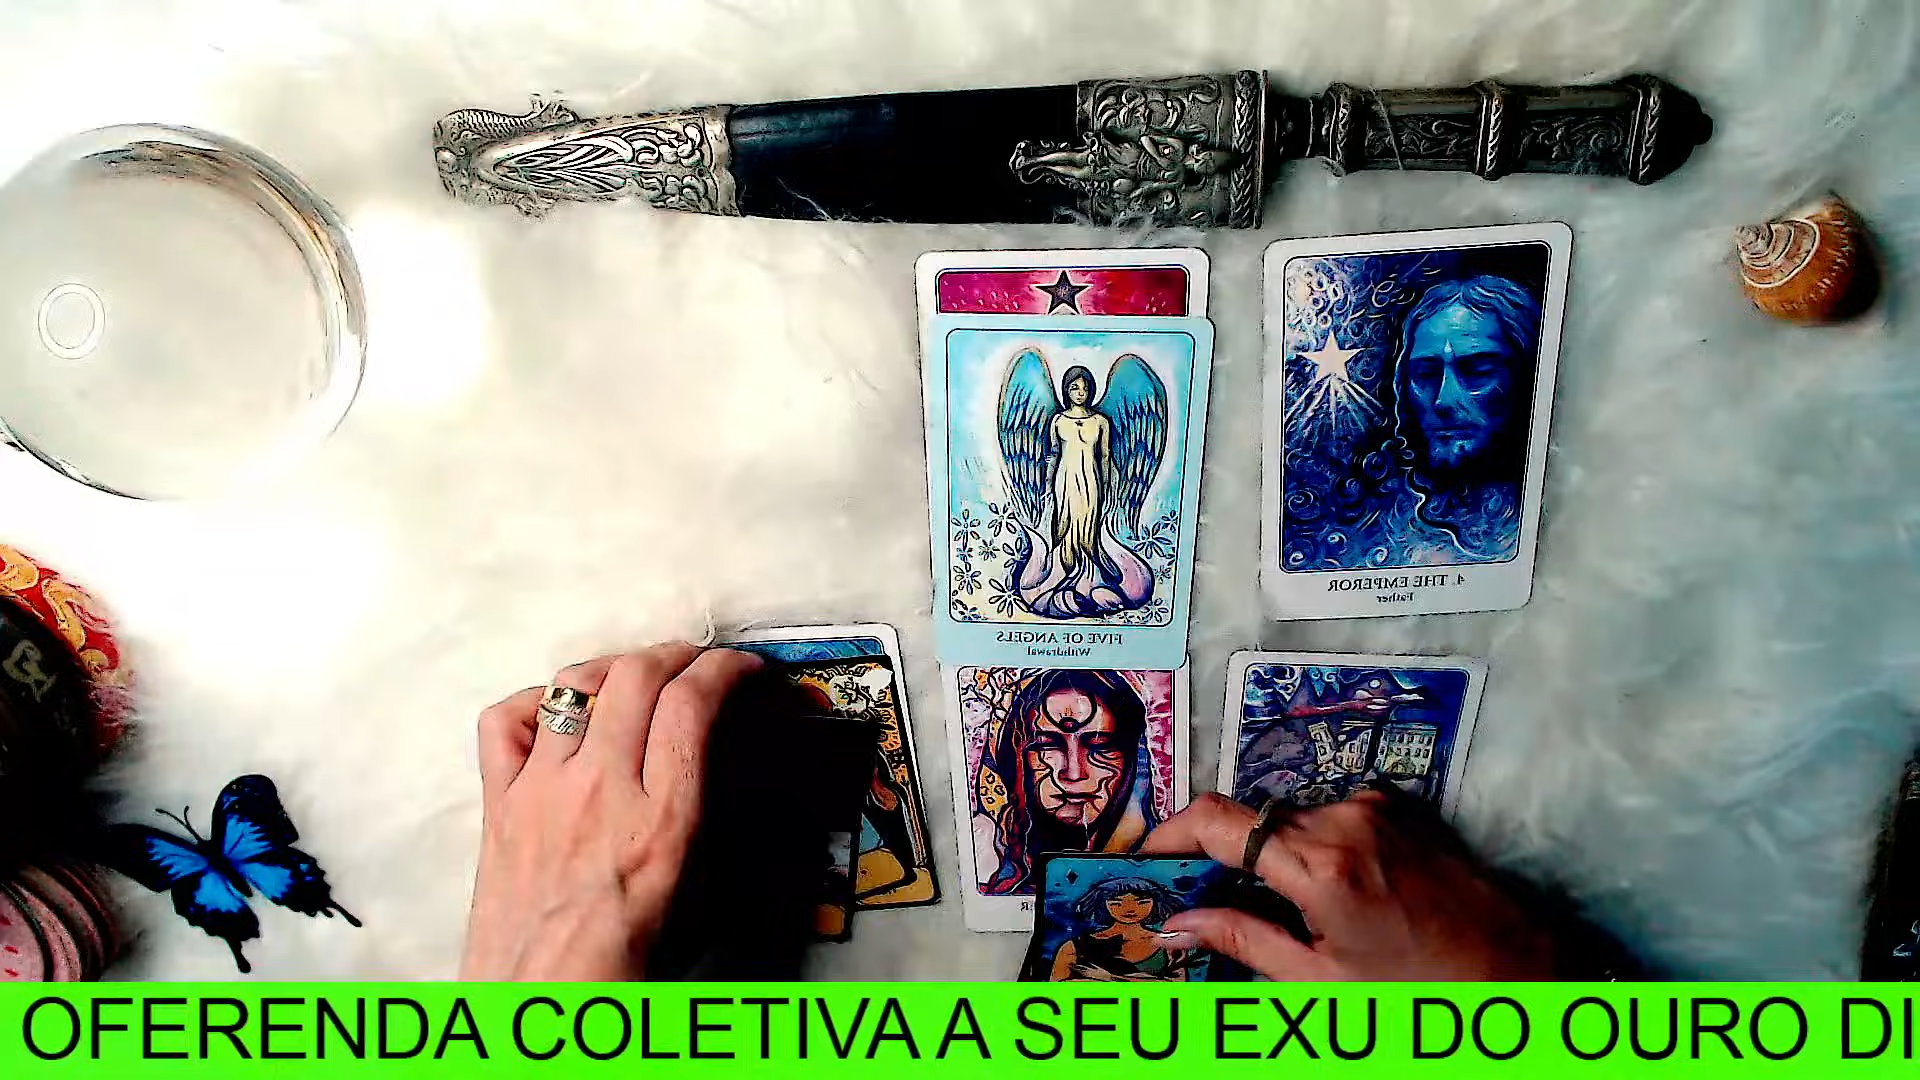 4. THE EMPEROR
Father
FIVE OF ANGELS
Withdrawal
OFERENDA COLETIVA A SEU EXU DO OURO DI